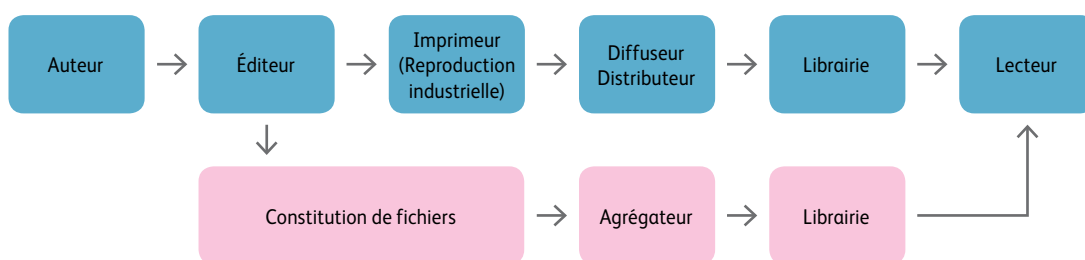 Auteur
Éditeur
Imprimeur
(Reproduction
industrielle)
Diffuseur
Distributeur
Librairie
Lecteur
Constitution de fichiers
Agrégateur
Librairie